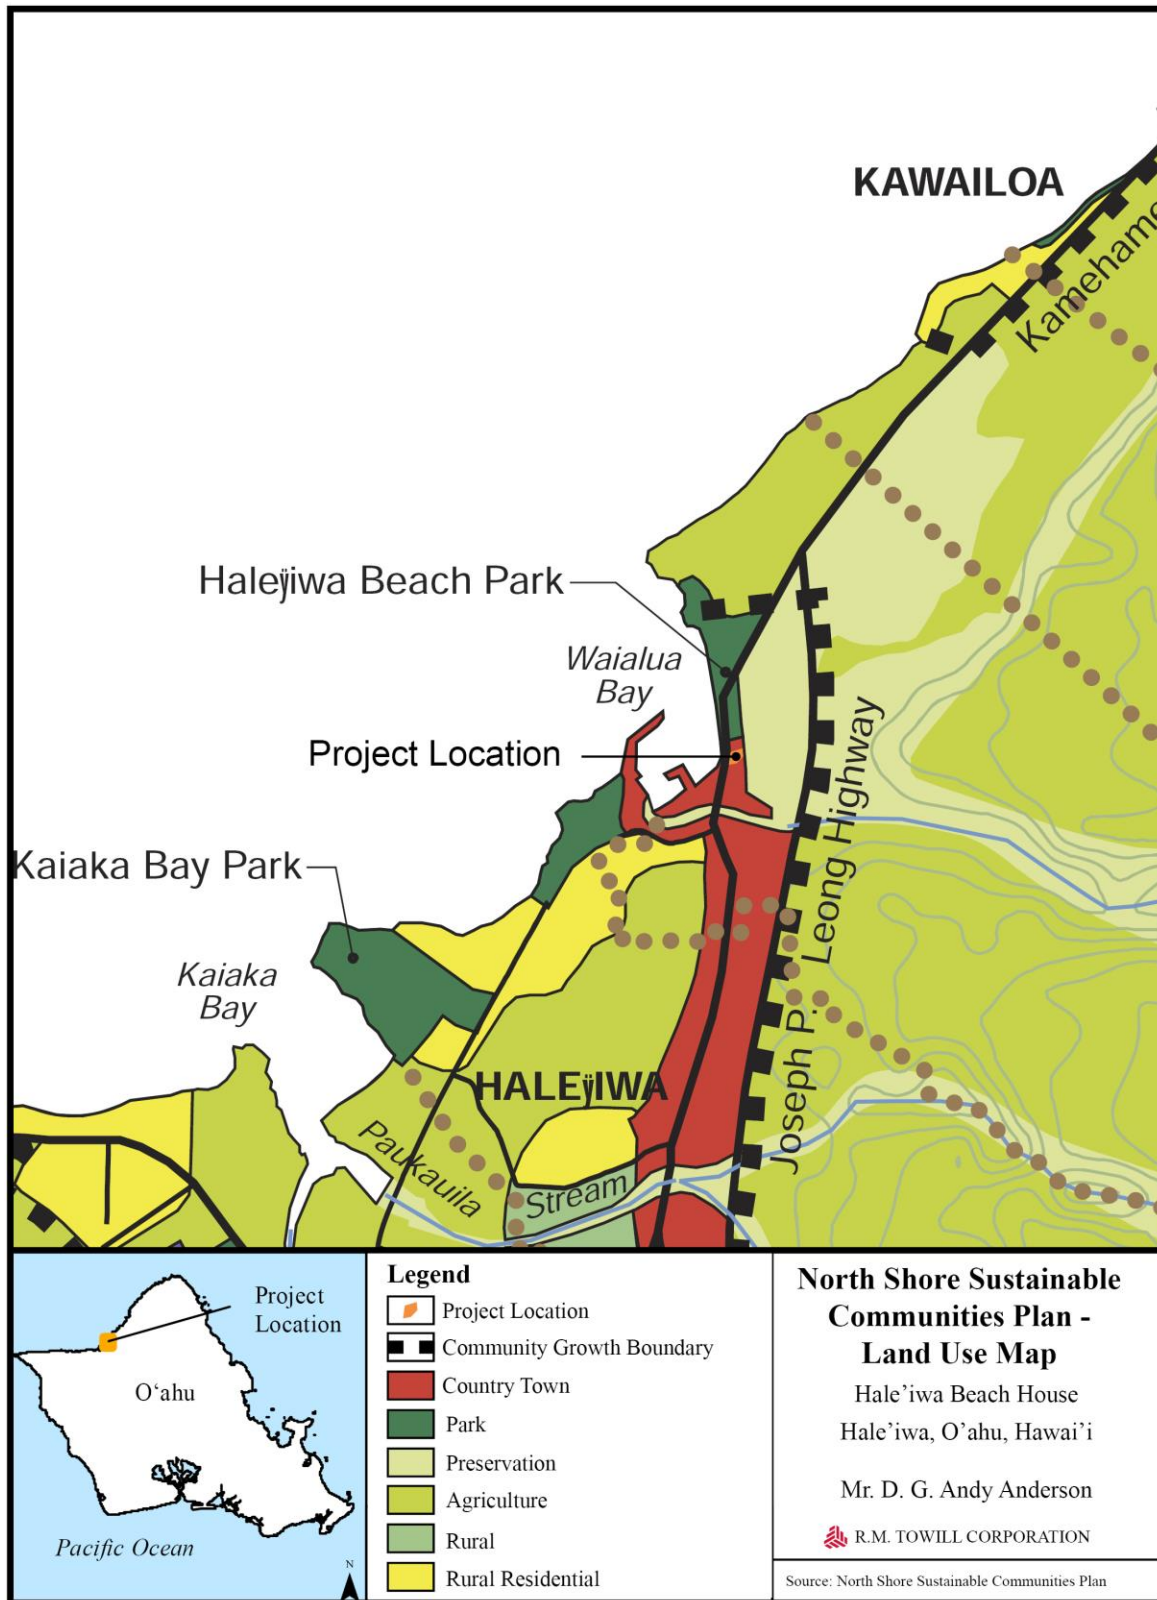 KAWAILOA
Kamehame
Haleÿiwa Beach Park
Waialua
Bay
Project Location
Joseph P. Leong Highway
Kaiaka Bay Park
Kaiaka
Bay
HALEÿIWA
Paukauila
Stream
Project
Location
O‘ahu
Pacific Ocean
N
Legend
Project Location
Community Growth Boundary
Country Town
Park
Preservation
Agriculture
Rural
Rural Residential
North Shore Sustainable
Communities Plan -
Land Use Map
Hale’iwa Beach House
Hale’iwa, O’ahu, Hawai’i
Mr. D. G. Andy Anderson
R.M. TOWILL CORPORATION
Source: North Shore Sustainable Communities Plan